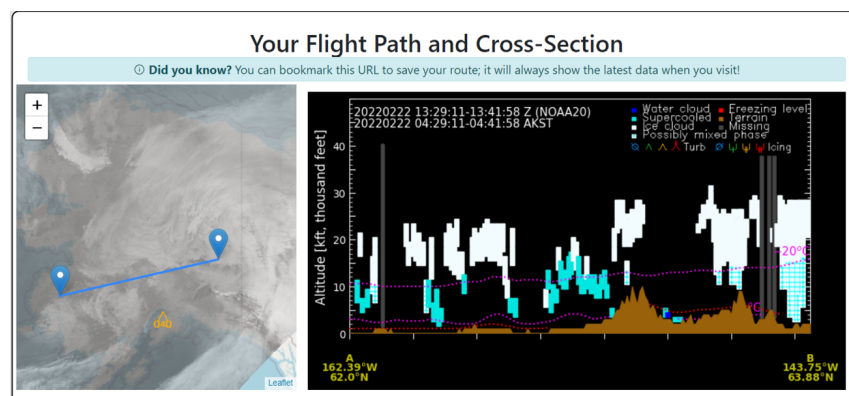 Your Flight Path and Cross-Section
ⓘ Did you know? You can bookmark this URL to save your route; it will always show the latest data when you visit!
+
−
Leaflet
20220222 13:29:11-13:41:58 Z (NOAA20)
20220222 04:29:11-04:41:58 AKST
Water cloud Freezing level
Supercooled Terrain
Ice cloud Missing
Possibly mixed phase
Turb Icing
Altitude [kft, thousand feet]
40
30
20
10
0
-20°C
°C
A
162.39°W
62.0°N
B
143.75°W
63.88°N